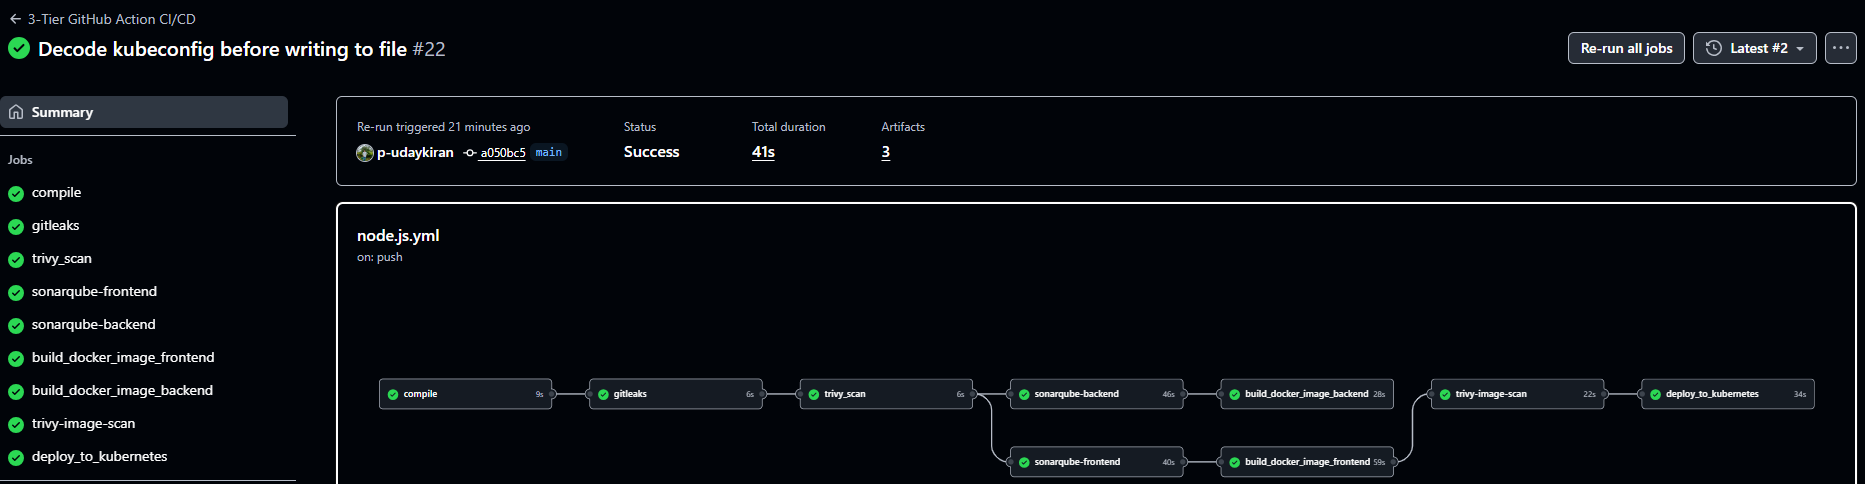 3-Tier GitHub Action CI/CD
Decode kubeconfig before writing to file #22
Re-run all jobs
Latest #2
Summary
Jobs
compile
gitleaks
trivy_scan
sonarqube-frontend
sonarqube-backend
build_docker_image_frontend
build_docker_image_backend
trivy-image-scan
deploy_to_kubernetes
Re-run triggered 21 minutes ago
p-udaykiran a050bc5 main
Status
Success
Total duration
41s
Artifacts
3
node.js.yml
on: push
compile 9s
gitleaks 6s
trivy_scan 6s
sonarqube-backend 46s
build_docker_image_backend 28s
trivy-image-scan 22s
deploy_to_kubernetes 34s
sonarqube-frontend 40s
build_docker_image_frontend 59s